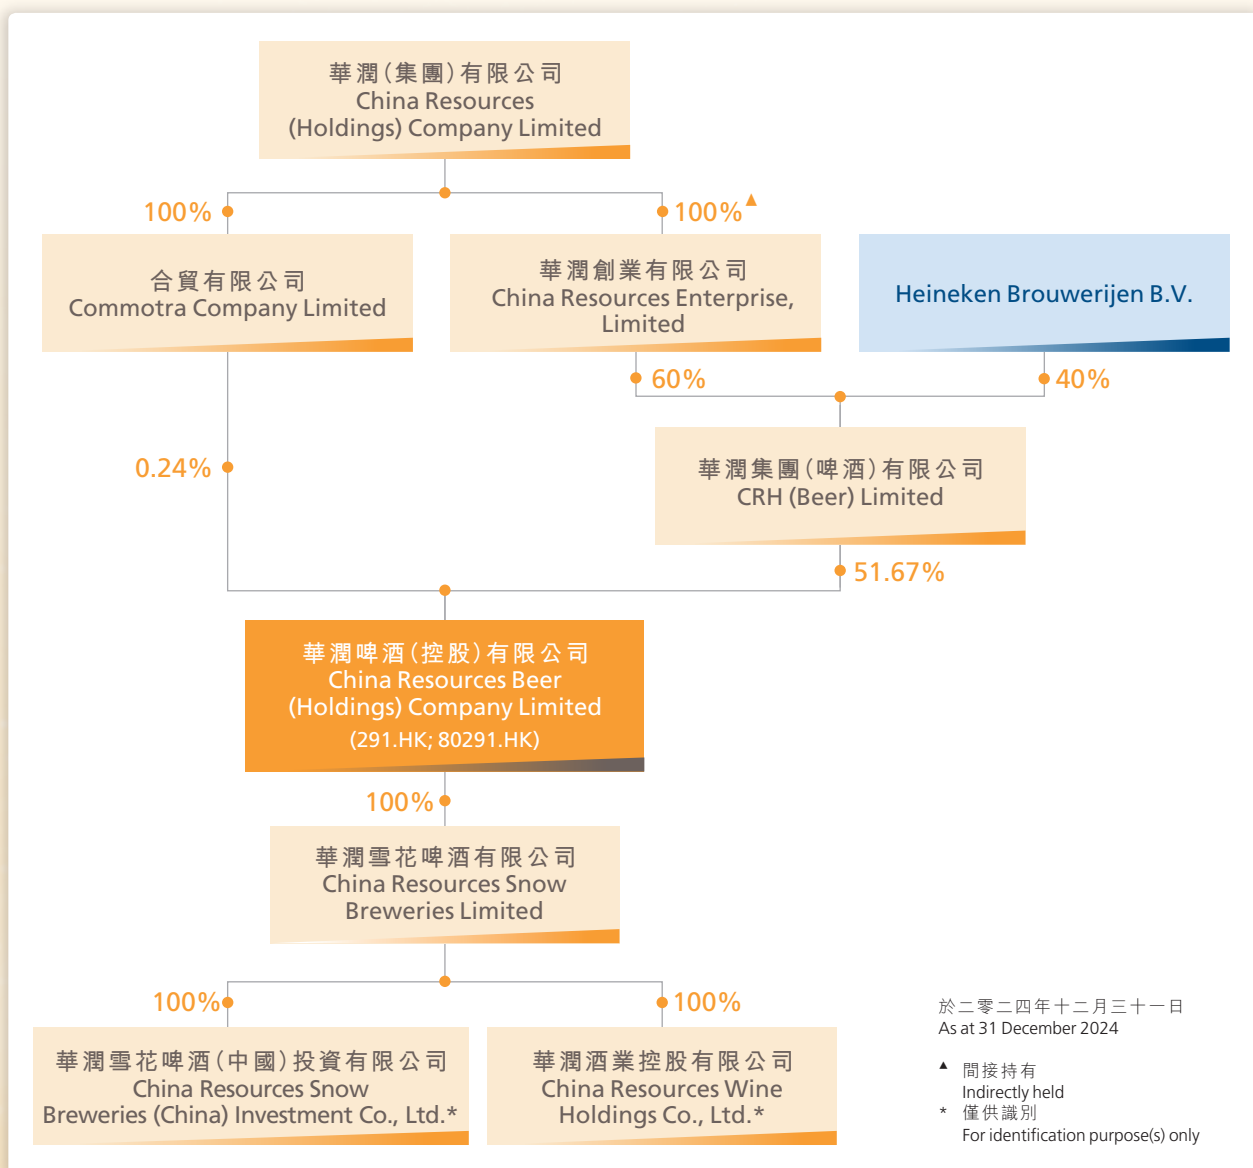 華潤(集團)有限公司
China Resources
(Holdings) Company Limited
100%
100%▲
合貿有限公司
Commotra Company Limited
華潤創業有限公司
China Resources Enterprise,
Limited
Heineken Brouwerijen B.V.
60%
40%
0.24%
華潤集團(啤酒)有限公司
CRH (Beer) Limited
51.67%
華潤啤酒(控股)有限公司
China Resources Beer
(Holdings) Company Limited
(291.HK; 80291.HK)
100%
華潤雪花啤酒有限公司
China Resources Snow
Breweries Limited
100%
100%
華潤雪花啤酒(中國)投資有限公司
China Resources Snow
Breweries (China) Investment Co., Ltd.*
華潤酒業控股有限公司
China Resources Wine
Holdings Co., Ltd.*
於二零二四年十二月三十一日
As at 31 December 2024
▲ 間接持有
Indirectly held
* 僅供識別
For identification purpose(s) only